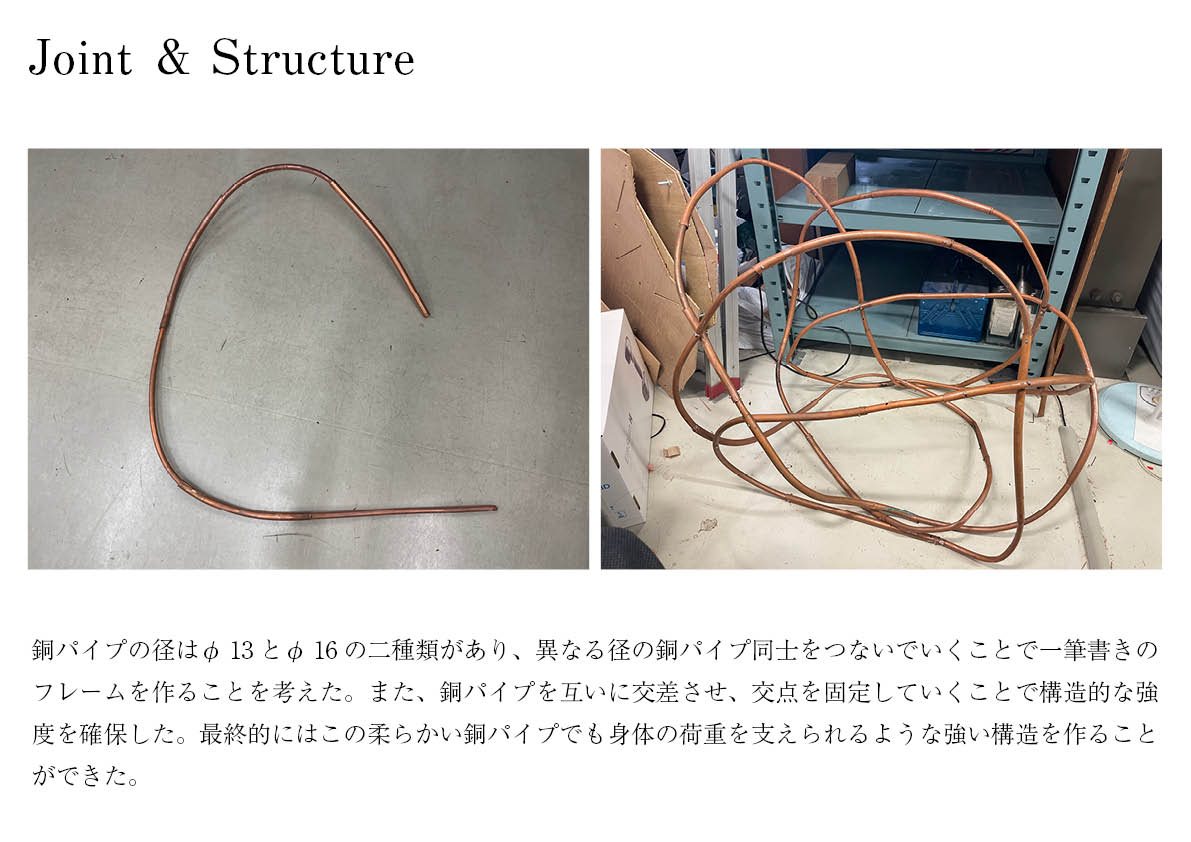 Joint & Structure
銅パイプの径はφ 13 とφ 16 の二種類があり、異なる径の銅パイプ同士をつないでいくことで一筆書きの
フレームを作ることを考えた。また、銅パイプを互いに交差させ、交点を固定していくことで構造的な強
度を確保した。最終的にはこの柔らかい銅パイプでも身体の荷重を支えられるような強い構造を作ること
ができた。